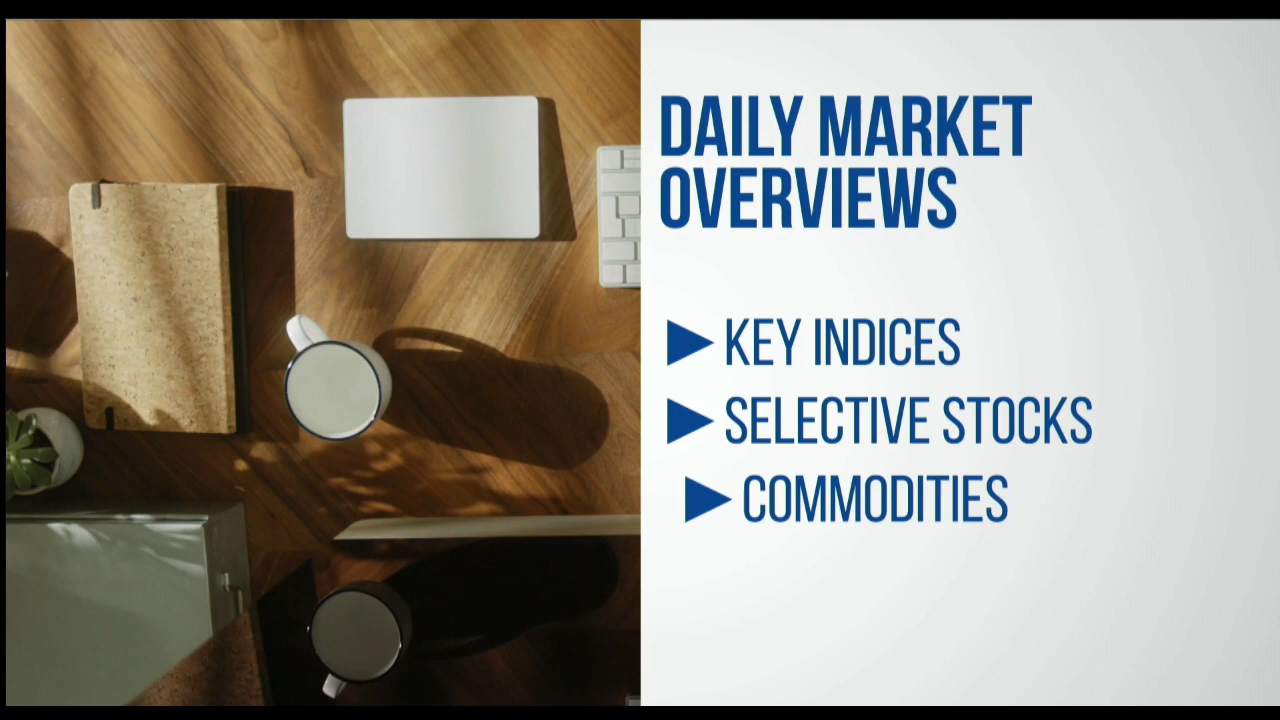 DAILY MARKET
OVERVIEWS
KEY INDICES
SELECTIVE STOCKS
COMMODITIES